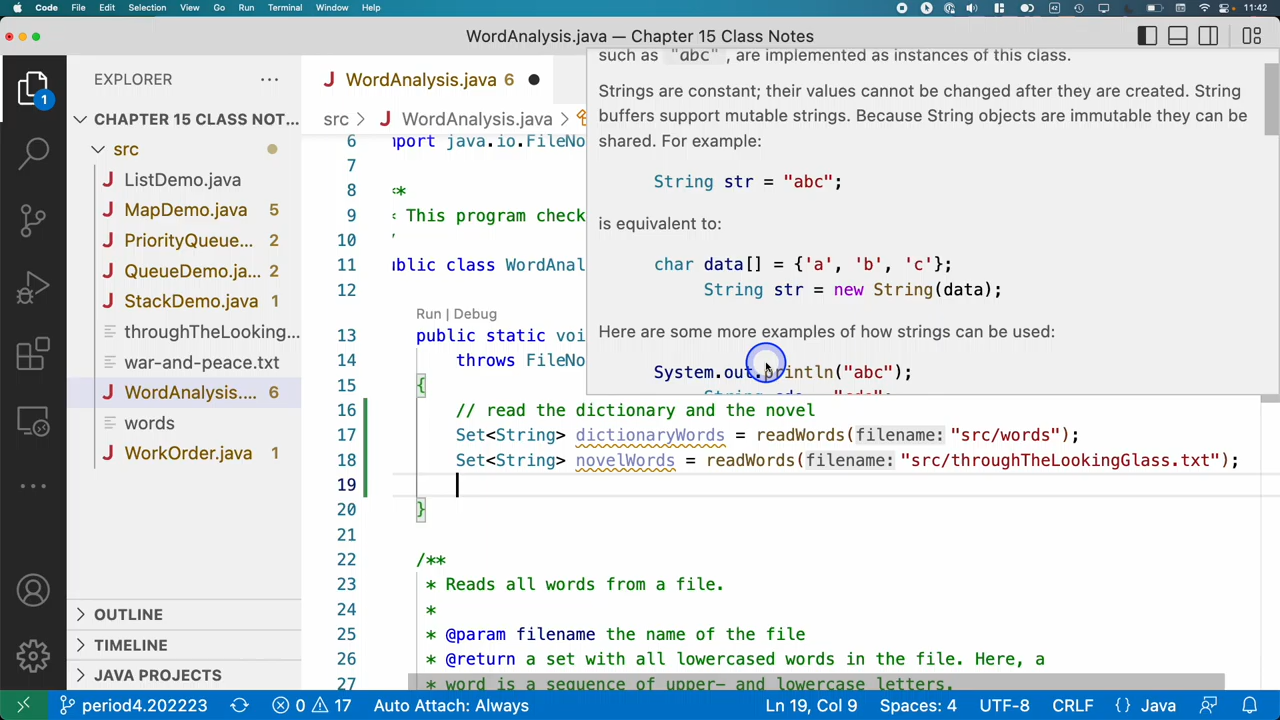 Code File Edit Selection View Go Run Terminal Window Help 42 11:42
WordAnalysis.java — Chapter 15 Class Notes
EXPLORER
1
CHAPTER 15 CLASS NOT...
src
ListDemo.java
MapDemo.java 5
PriorityQueue... 2
QueueDemo.ja... 2
StackDemo.java 1
throughTheLooking...
war-and-peace.txt
WordAnalysis.... 6
words
WorkOrder.java 1
OUTLINE
TIMELINE
JAVA PROJECTS
WordAnalysis.java 6
src > WordAnalysis.java >
such as "abc" , are implemented as instances of this class.
Strings are constant; their values cannot be changed after they are created. String
buffers support mutable strings. Because String objects are immutable they can be
shared. For example:
String str = "abc";
is equivalent to:
char data[] = {'a', 'b', 'c'};
String str = new String(data);
Here are some more examples of how strings can be used:
System.out.println("abc");
6 port java.io.FileNo
7
8 *
9 This program check
10 /
11 blic class WordAnal
12
Run | Debug
13 public static voi
14 throws FileNo
15 {
16 // read the dictionary and the novel
17 Set<String> dictionaryWords = readWords(filename: "src/words");
18 Set<String> novelWords = readWords(filename: "src/throughTheLookingGlass.txt");
19
20 }
21
22 /**
23 * Reads all words from a file.
24 *
25 * @param filename the name of the file
26 * @return a set with all lowercased words in the file. Here, a
27 * word is a sequence of upper- and lowercase letters.
period4.202223 0 17 Auto Attach: Always Ln 19, Col 9 Spaces: 4 UTF-8 CRLF {} Java